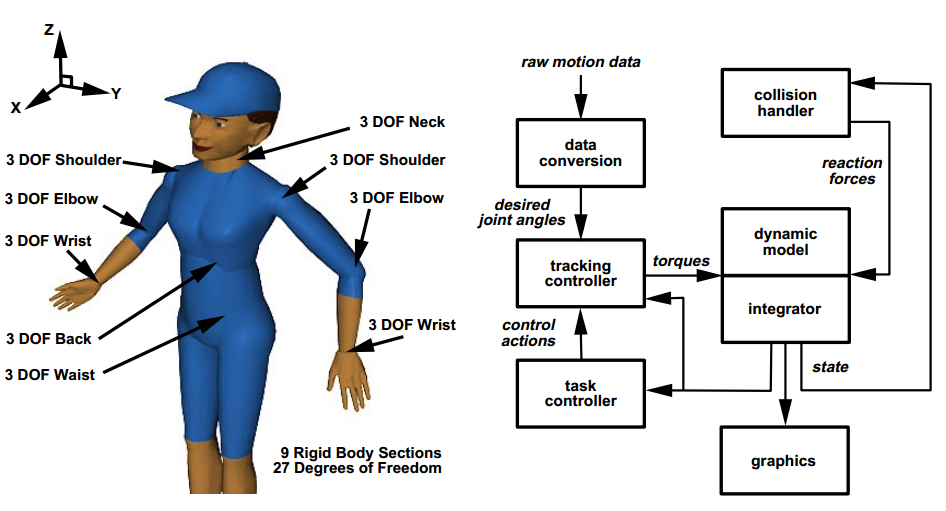 Z
X
Y
3 DOF Neck
3 DOF Shoulder
3 DOF Shoulder
3 DOF Elbow
3 DOF Elbow
3 DOF Wrist
3 DOF Back
3 DOF Wrist
3 DOF Waist
9 Rigid Body Sections
27 Degrees of Freedom
raw motion data
data
conversion
desired
joint angles
tracking
controller
torques
control
actions
task
controller
collision
handler
reaction
forces
dynamic
model
integrator
state
graphics